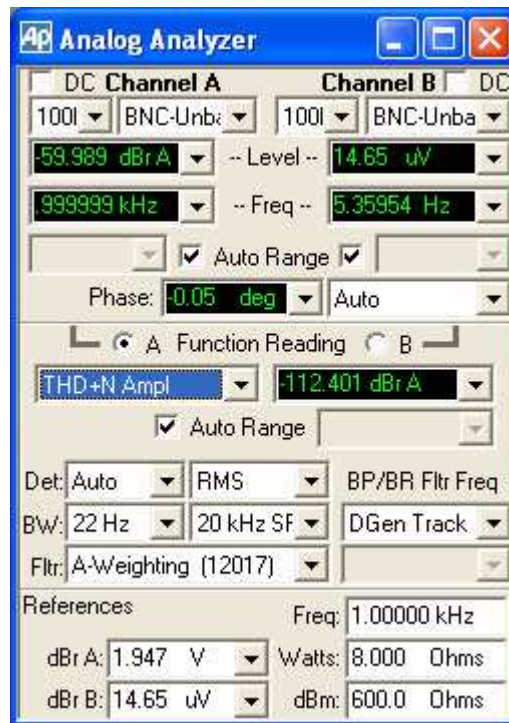 Ap Analog Analyzer
DC Channel A Channel B DC
100k BNC-Unba 100k BNC-Unba
-59.989 dBr A -- Level -- 14.65 uV
.999999 kHz -- Freq -- 5.35954 Hz
Auto Range
Phase: -0.05 deg Auto
A Function Reading B
THD+N Ampl -112.401 dBr A
Auto Range
Det: Auto RMS BP/BR Fltr Freq
BW: 22 Hz 20 kHz SP DGen Track
Fltr: A-Weighting (12017)
References Freq: 1.00000 kHz
dBr A: 1.947 V Watts: 8.000 Ohms
dBr B: 14.65 uV dBm: 600.0 Ohms